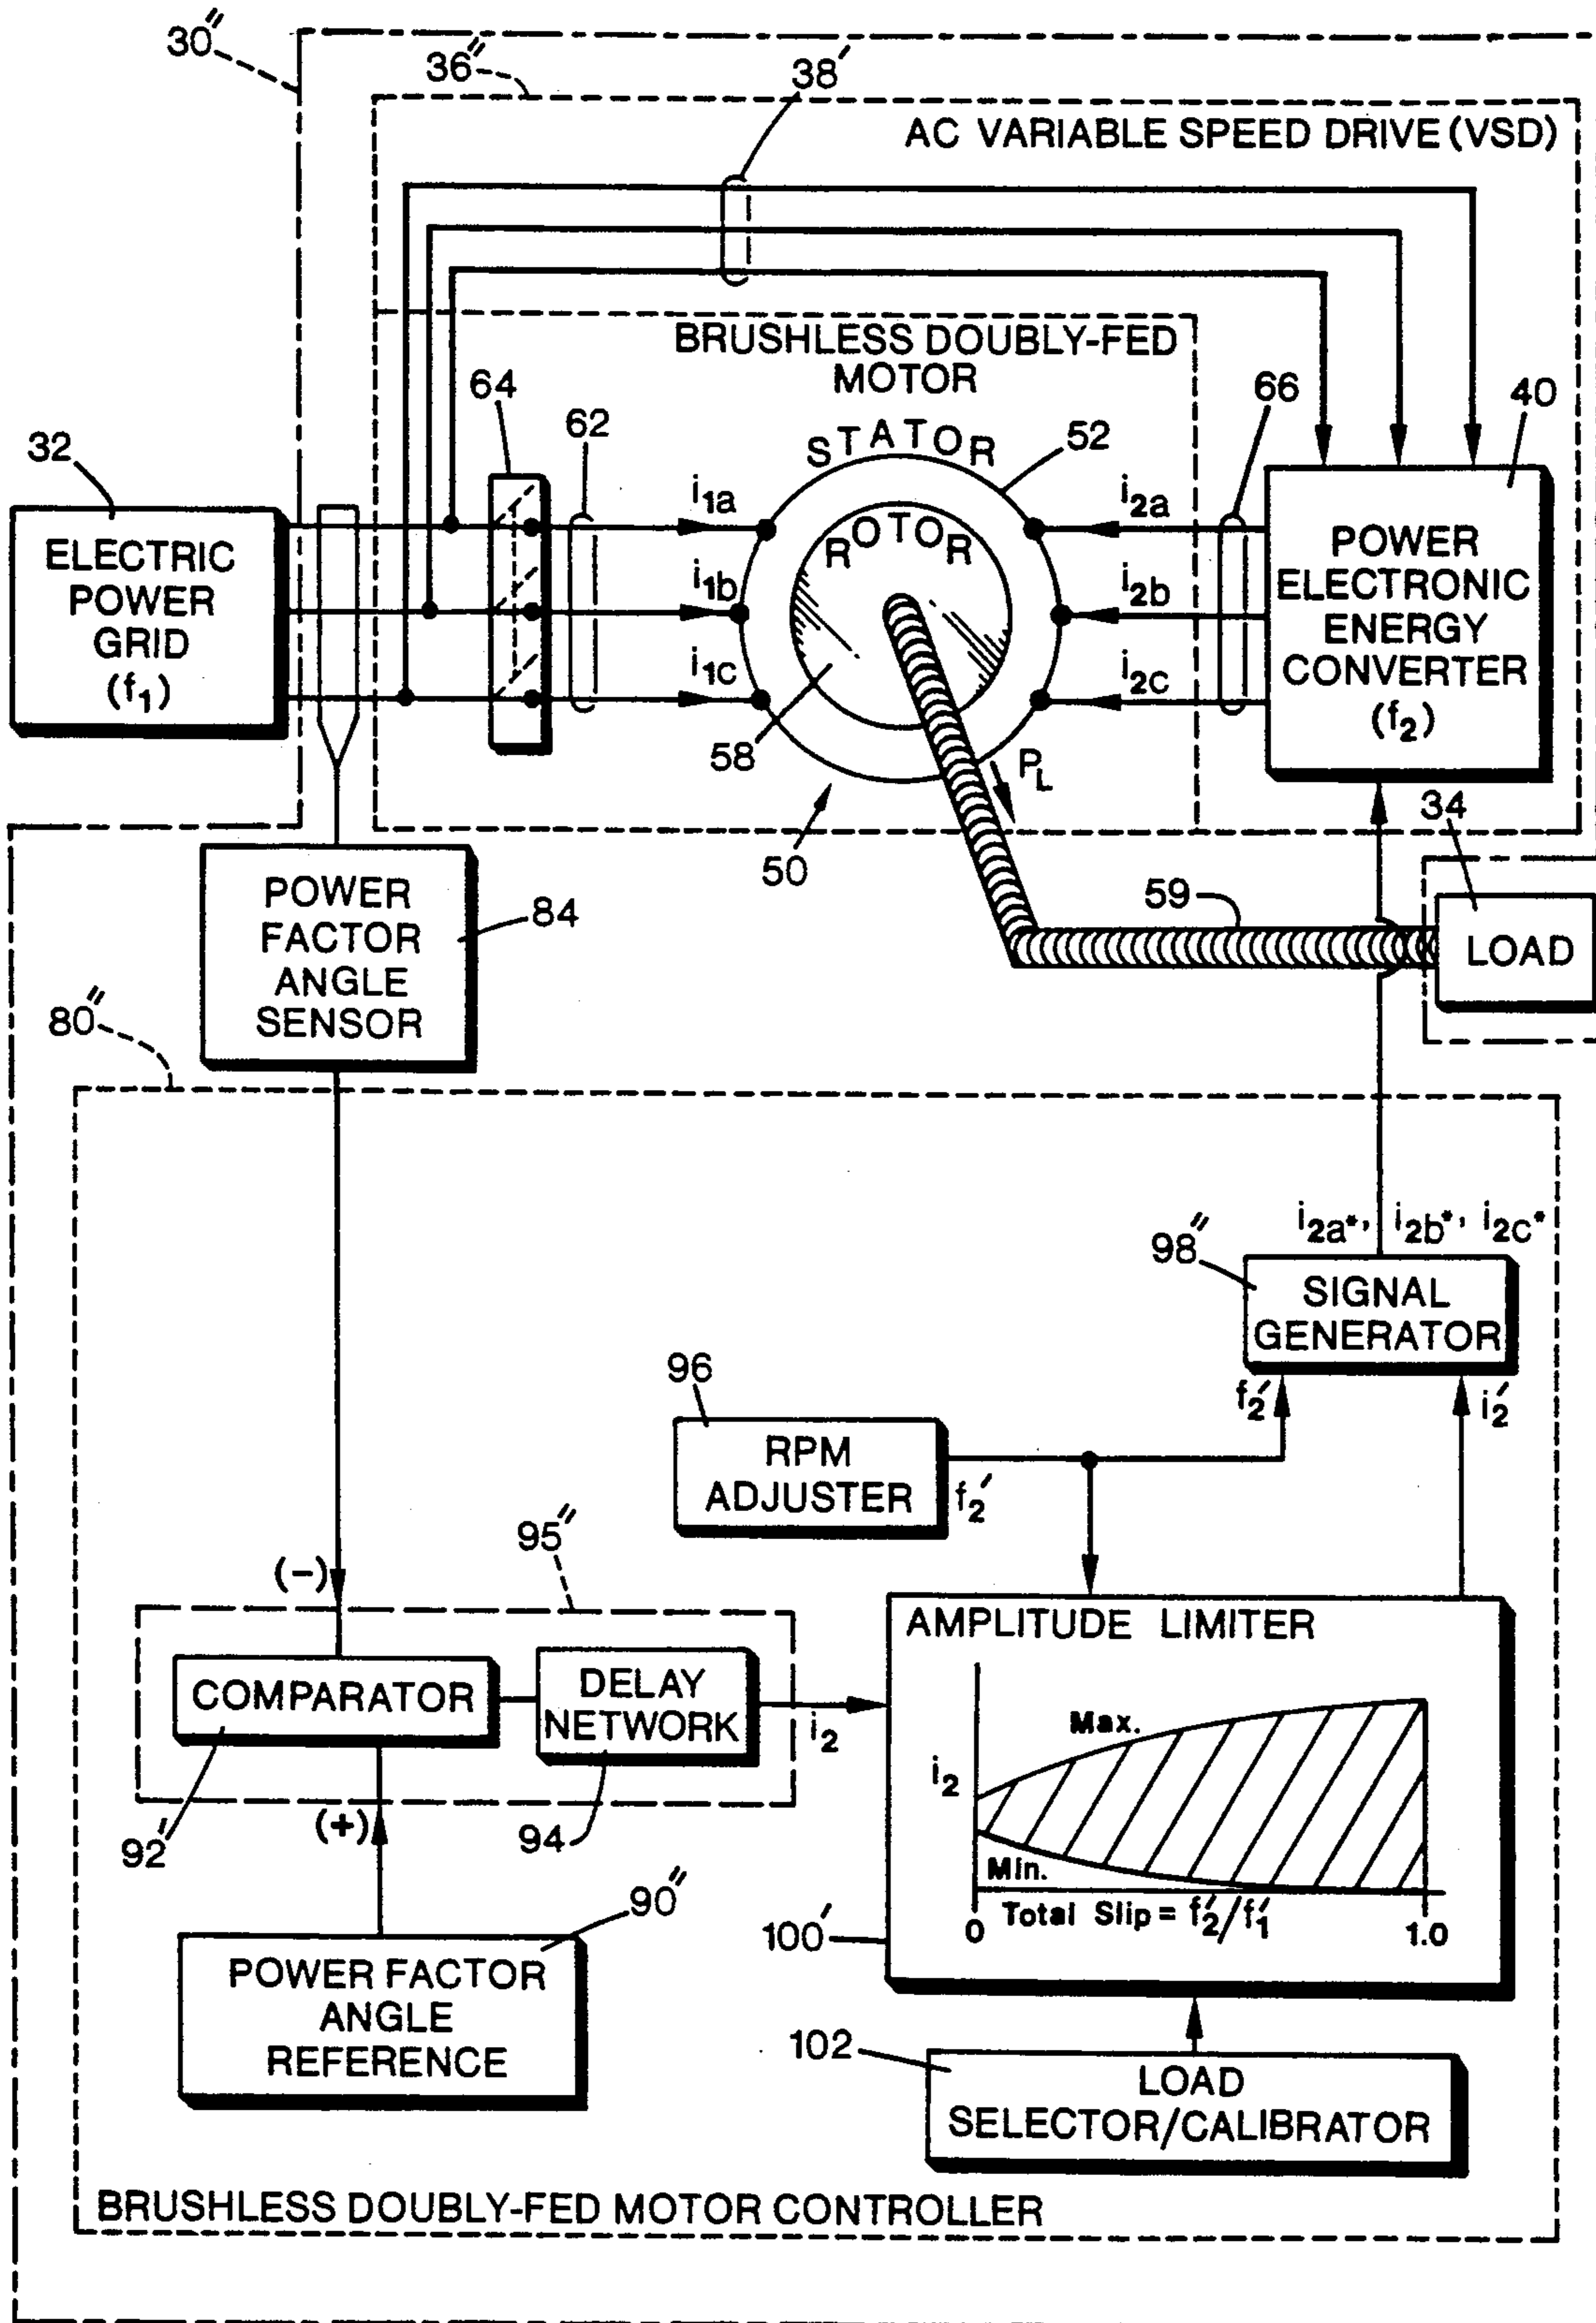 30″
36″
38′
AC VARIABLE SPEED DRIVE (VSD)
BRUSHLESS DOUBLY-FED
MOTOR
64
62
66
40
32
STATOR
52
ROTOR
i1a
i1b
i1c
i2a
i2b
i2c
ELECTRIC
POWER
GRID
(f1)
POWER
ELECTRONIC
ENERGY
CONVERTER
(f2)
58
PL
50
34
59
LOAD
POWER
FACTOR
ANGLE
SENSOR
84
80″
i2a*, i2b*, i2c*
98″
SIGNAL
GENERATOR
f2′
i2′
96
RPM
ADJUSTER
f2′
95″
(-)
COMPARATOR
DELAY
NETWORK
i2
92′
(+)
94
AMPLITUDE LIMITER
Max.
i2
Min.
0
Total Slip = f2′/f1′
1.0
100′
90″
POWER FACTOR
ANGLE
REFERENCE
102
LOAD
SELECTOR/CALIBRATOR
BRUSHLESS DOUBLY-FED MOTOR CONTROLLER